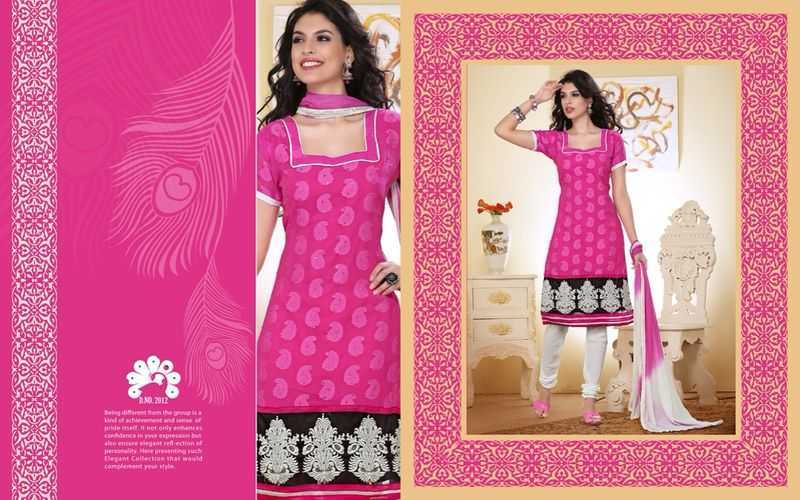 D.NO. 2012
Being different from the group is a
kind of achievement and sense of
pride itself. It not only enhances
confidence in your expression but
also ensure elegant refl-ection of
personality. Here presenting such
Elegant Collection that would
complement your style.